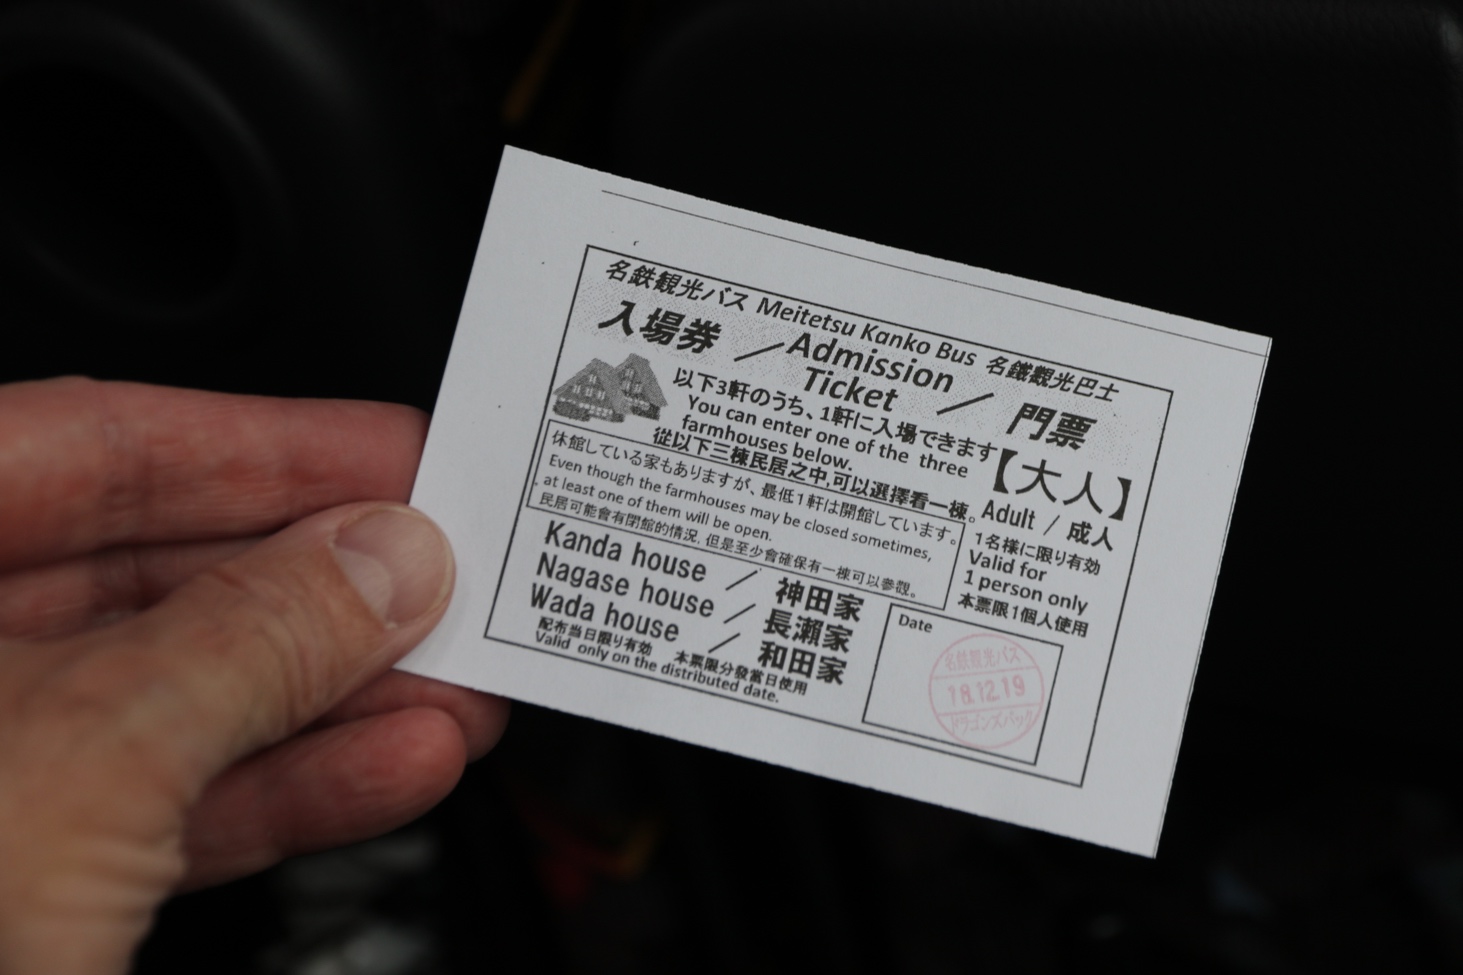 名鉄観光バス Meitetsu Kanko Bus 名鐵觀光巴士
入場券 ／ Admission Ticket ／ 門票
以下3軒のうち、1軒に入場できます
You can enter one of the three
farmhouses below.
從以下三棟民居之中,可以選擇看一棟。
【大人】
Adult / 成人
1名様に限り有効
Valid for
1 person only
本票限1個人使用
休館している家もありますが、最低1軒は開館しています。
Even though the farmhouses may be closed sometimes,
at least one of them will be open.
民居可能會有閉館的情況, 但是至少會確保有一棟可以參觀。
Kanda house ／ 神田家
Nagase house ／ 長瀬家
Wada house ／ 和田家
配布当日限り有効 本票限分發當日使用
Valid only on the distributed date.
Date
名鉄観光バス
18.12.19
ドラゴンズパック